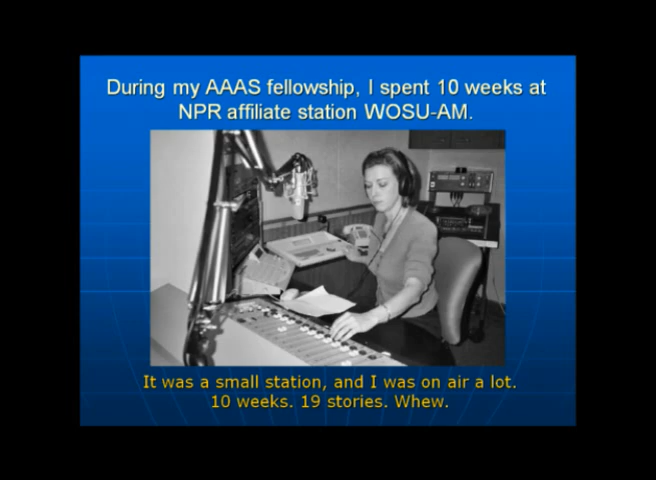 During my AAAS fellowship, I spent 10 weeks at
NPR affiliate station WOSU-AM.
It was a small station, and I was on air a lot.
10 weeks. 19 stories. Whew.